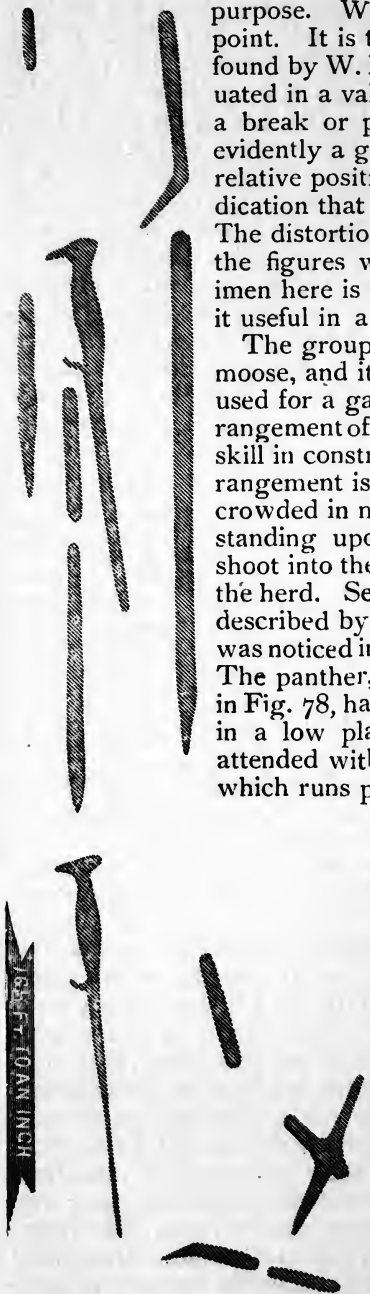 purpose. W
point. It is t
found by W. 
uated in a val
a break or p
evidently a g
relative positi
dication that
The distortio
the figures w
imen here is
it useful in a
The group
moose, and it
used for a ga
rangement of
skill in constr
rangement is
crowded in n
standing upo
shoot into the
the herd. Se
described by
was noticed in
The panther,
in Fig. 78, ha
in a low pla
attended with
which runs p
FT TO AN INCH